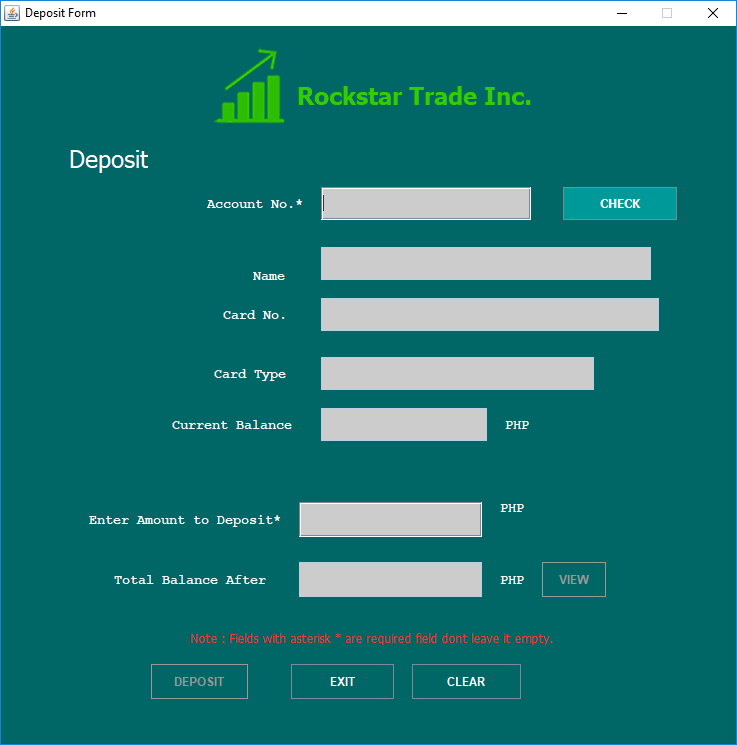 Deposit Form
Rockstar Trade Inc.
Deposit
Account No.* CHECK
Name
Card No.
Card Type
Current Balance PHP
Enter Amount to Deposit* PHP
Total Balance After PHP VIEW
Note : Fields with asterisk * are required field dont leave it empty.
DEPOSIT EXIT CLEAR